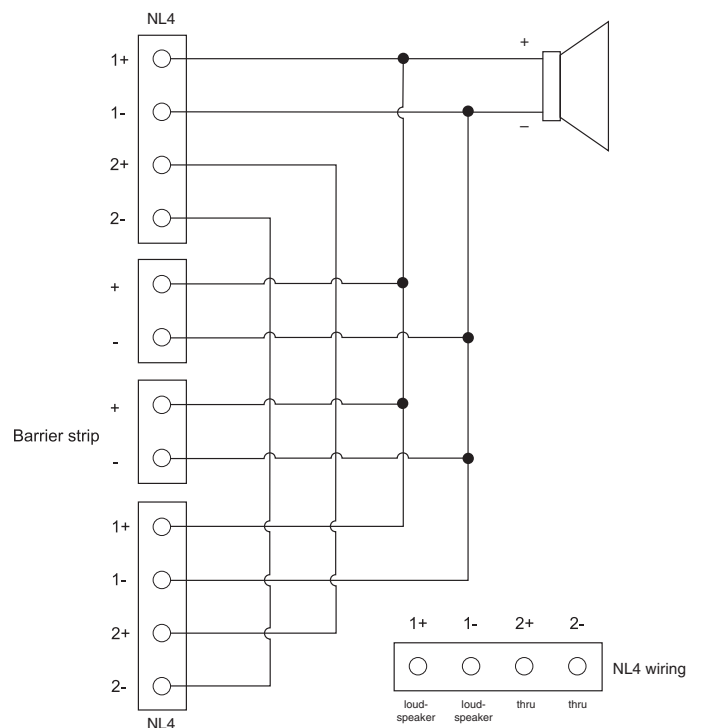 NL4
1+
+
1-
–
2+
2-
+
-
+
Barrier strip
-
1+
1-
2+
2-
NL4
1+ 1- 2+ 2-
NL4 wiring
loud-
speaker
loud-
speaker
thru
thru